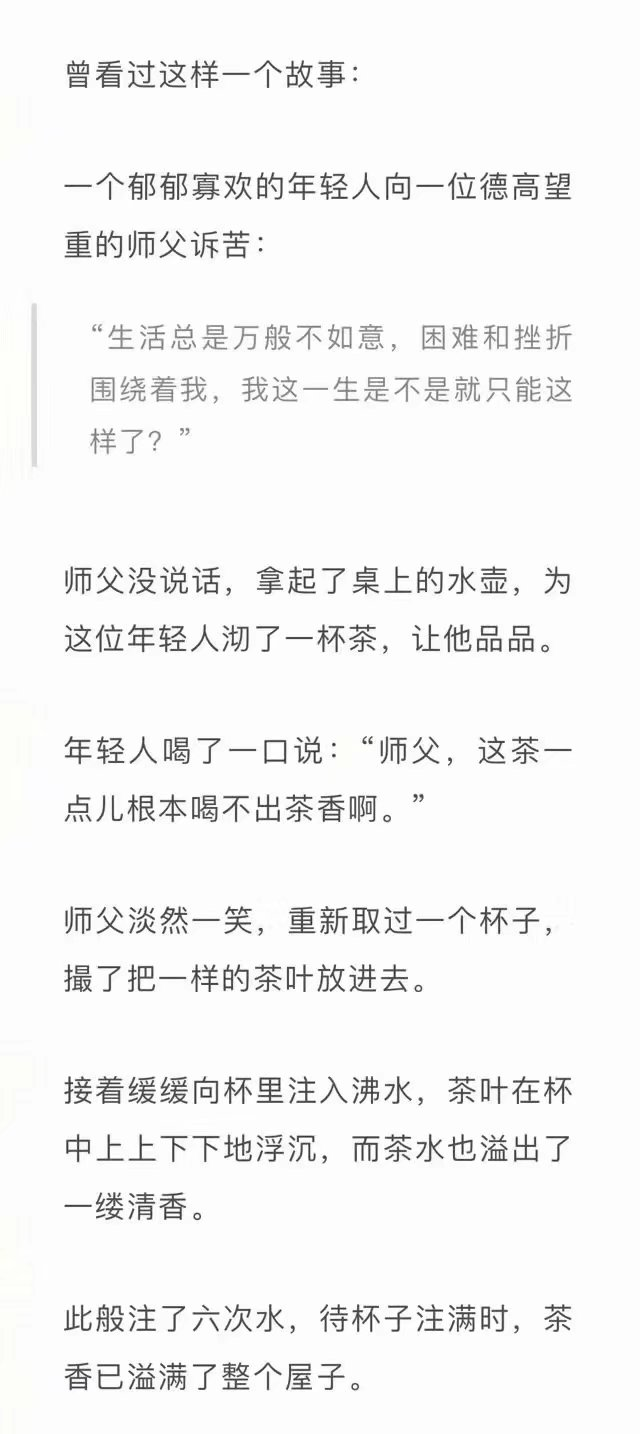 曾看过这样一个故事：
一个郁郁寡欢的年轻人向一位德高望
重的师父诉苦：
“生活总是万般不如意，困难和挫折
围绕着我，我这一生是不是就只能这
样了？”
师父没说话，拿起了桌上的水壶，为
这位年轻人沏了一杯茶，让他品品。
年轻人喝了一口说：“师父，这茶一
点儿根本喝不出茶香啊。”
师父淡然一笑，重新取过一个杯子，
撮了把一样的茶叶放进去。
接着缓缓向杯里注入沸水，茶叶在杯
中上上下下地浮沉，而茶水也溢出了
一缕清香。
此般注了六次水，待杯子注满时，茶
香已溢满了整个屋子。